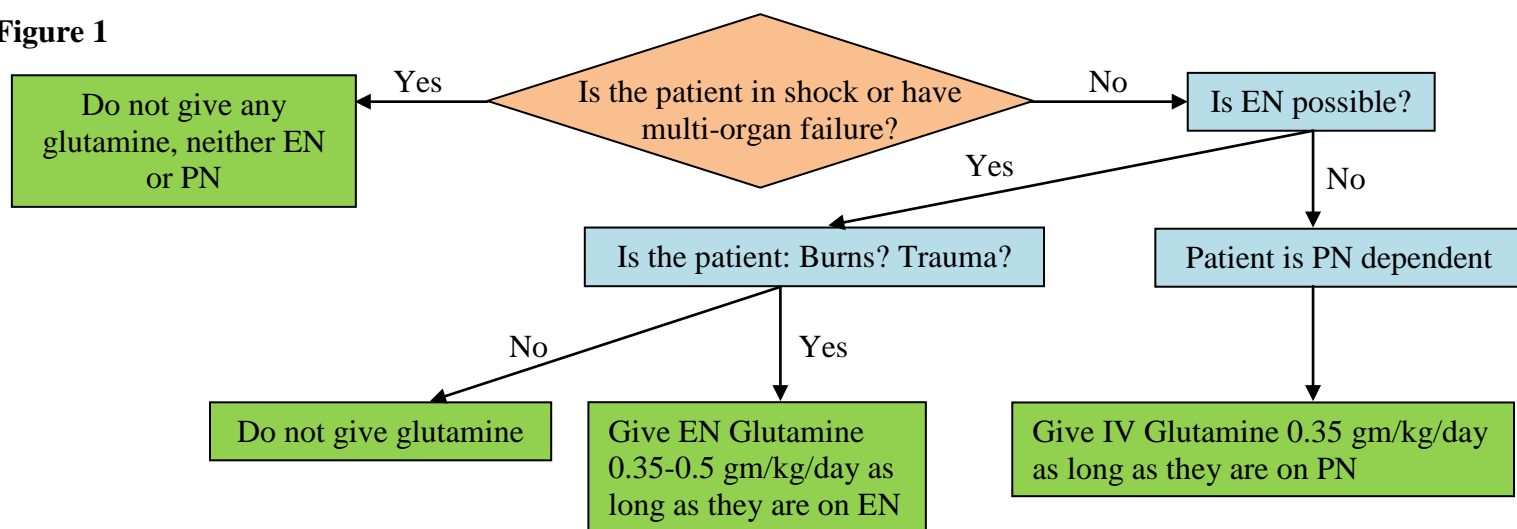 Figure 1
Yes
Is the patient in shock or have
multi-organ failure?
No
Do not give any
glutamine, neither EN
or PN
Is EN possible?
Yes
No
Is the patient: Burns? Trauma?
Patient is PN dependent
No
Yes
Do not give glutamine
Give EN Glutamine
0.35-0.5 gm/kg/day as
long as they are on EN
Give IV Glutamine 0.35 gm/kg/day
as long as they are on PN